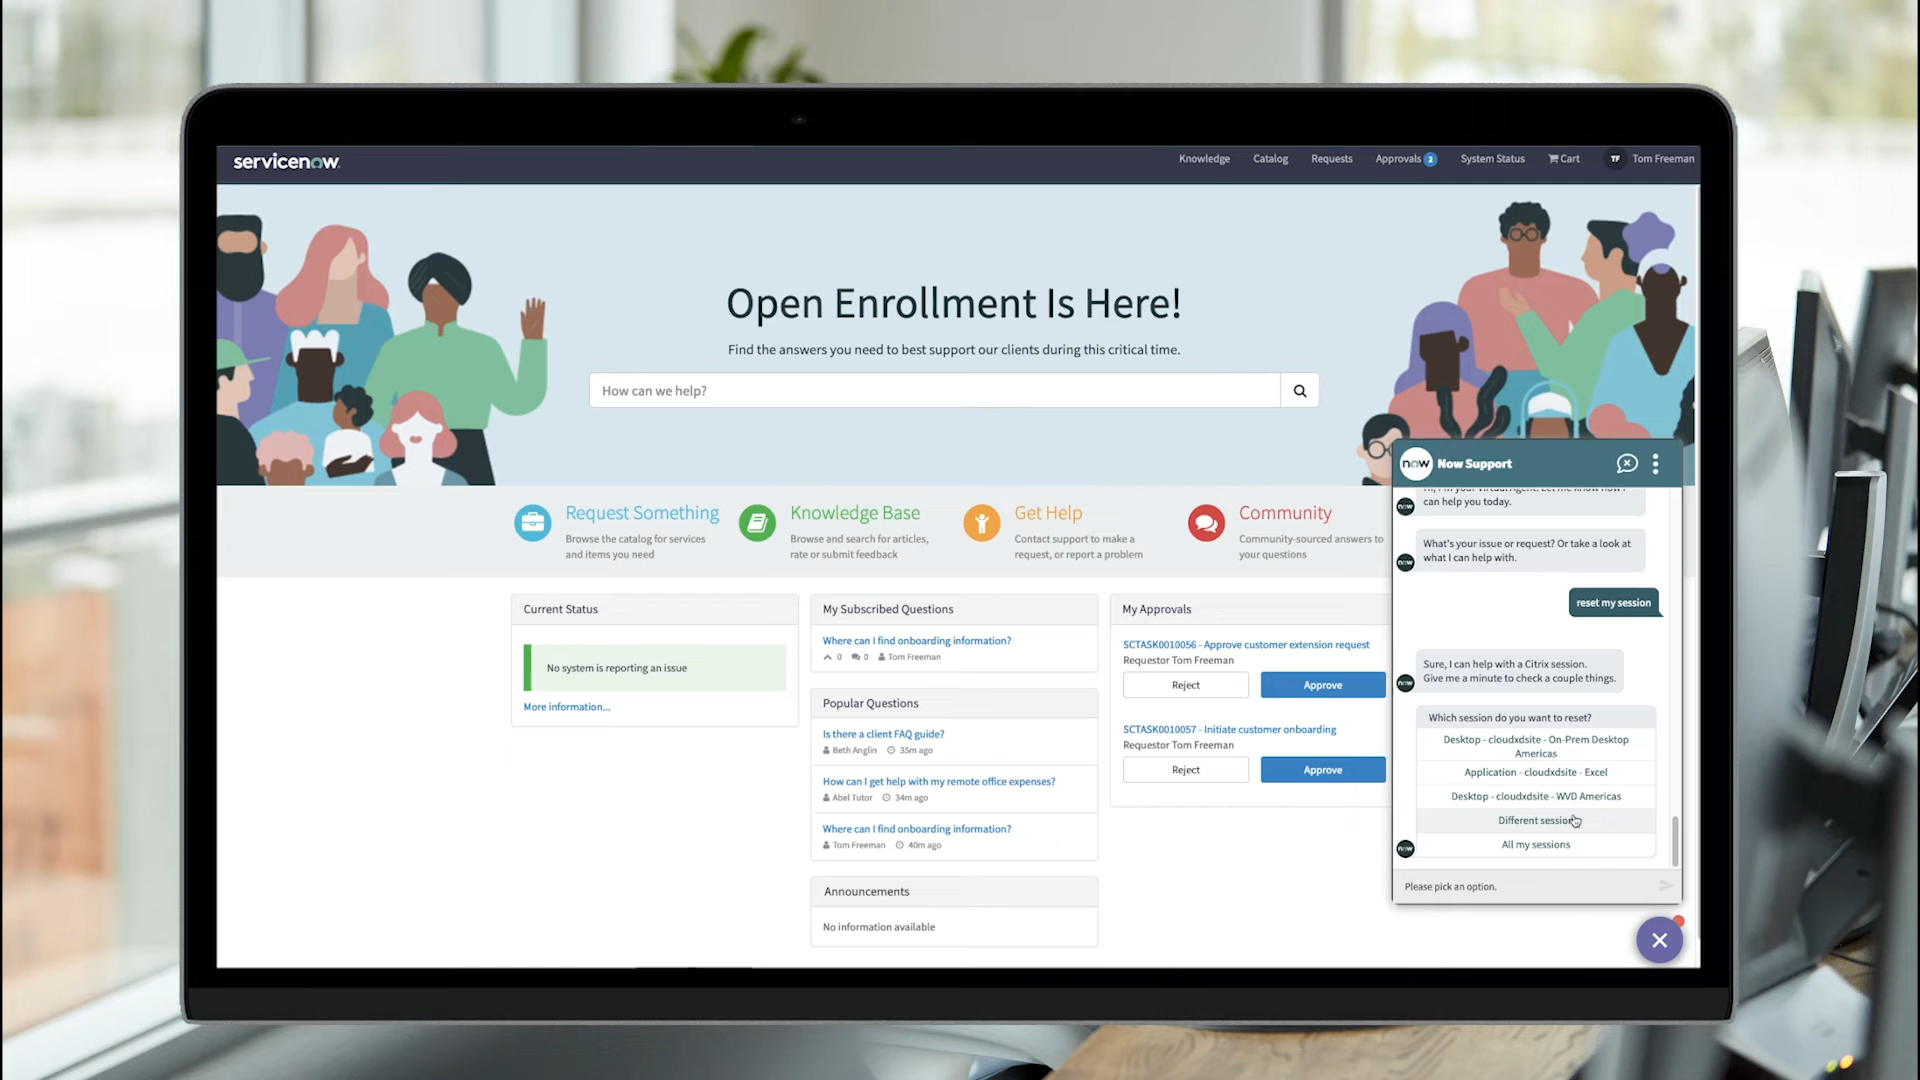 servicenow.
Knowledge
Catalog
Requests
Approvals 2
System Status
Cart
TF Tom Freeman
Open Enrollment Is Here!
Find the answers you need to best support our clients during this critical time.
How can we help?
Request Something
Browse the catalog for services
and items you need
Knowledge Base
Browse and search for articles,
rate or submit feedback
Get Help
Contact support to make a
request, or report a problem
Community
Community-sourced answers to
your questions
Current Status
No system is reporting an issue
More information...
My Subscribed Questions
Where can I find onboarding information?
0 0 Tom Freeman
Popular Questions
Is there a client FAQ guide?
Beth Anglin 35m ago
How can I get help with my remote office expenses?
Abel Tutor 34m ago
Where can I find onboarding information?
Tom Freeman 40m ago
Announcements
No information available
My Approvals
SCTASK0010056 - Approve customer extension request
Requestor Tom Freeman
Reject
Approve
SCTASK0010057 - Initiate customer onboarding
Requestor Tom Freeman
Reject
Approve
now Now Support
can help you today.
now
What's your issue or request? Or take a look at
what I can help with.
now
reset my session
Sure, I can help with a Citrix session.
Give me a minute to check a couple things.
now
Which session do you want to reset?
Desktop - cloudxdsite - On-Prem Desktop
Americas
Application - cloudxdsite - Excel
Desktop - cloudxdsite - WVD Americas
Different session
All my sessions
now
Please pick an option.